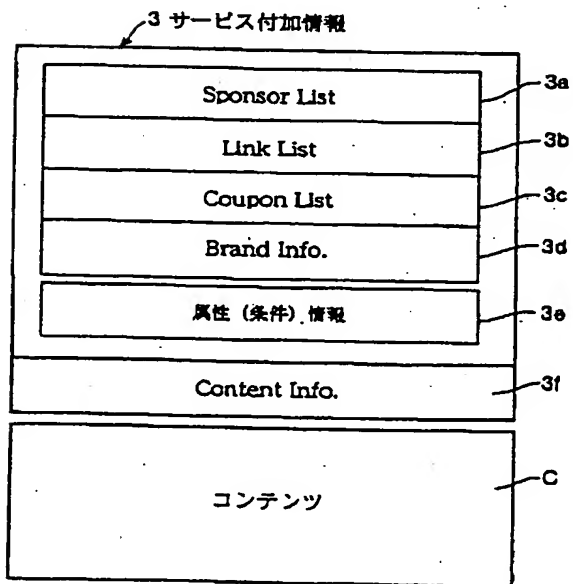 3 サービス付加情報
Sponsor List 3a
Link List 3b
Coupon List 3c
Brand Info. 3d
属性 (条件) 情報 3e
Content Info. 3f
コンテンツ C